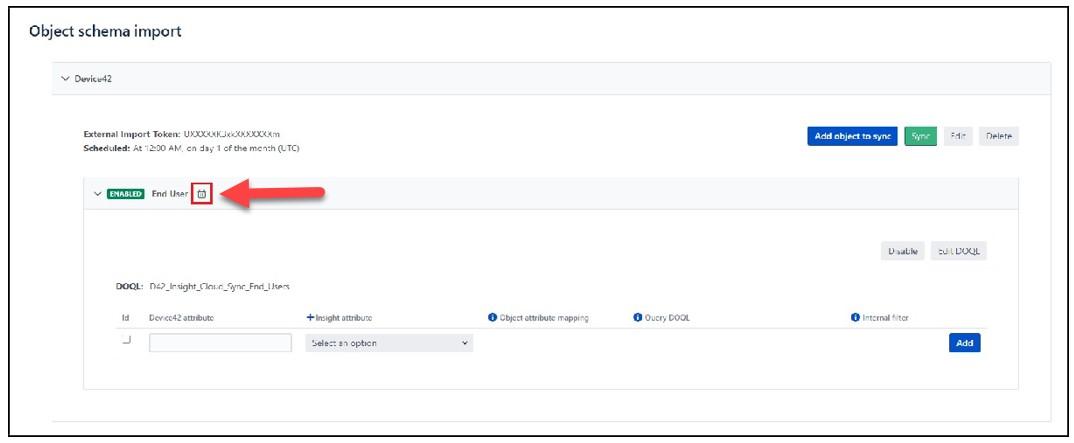 Object schema import
Device42
External Import Token: UXXXXXK3xkXXXXXXXm
Scheduled: At 12:00 AM, on day 1 of the month (UTC)
Add object to sync Sync Edit Delete
ENABLED End User
Disable Edit DOQL
DOQL: D42_Insight_Cloud_Sync_End_Users
Id Device42 attribute Insight attribute Object attribute mapping Query DOQL Internal filter
Select an option Add